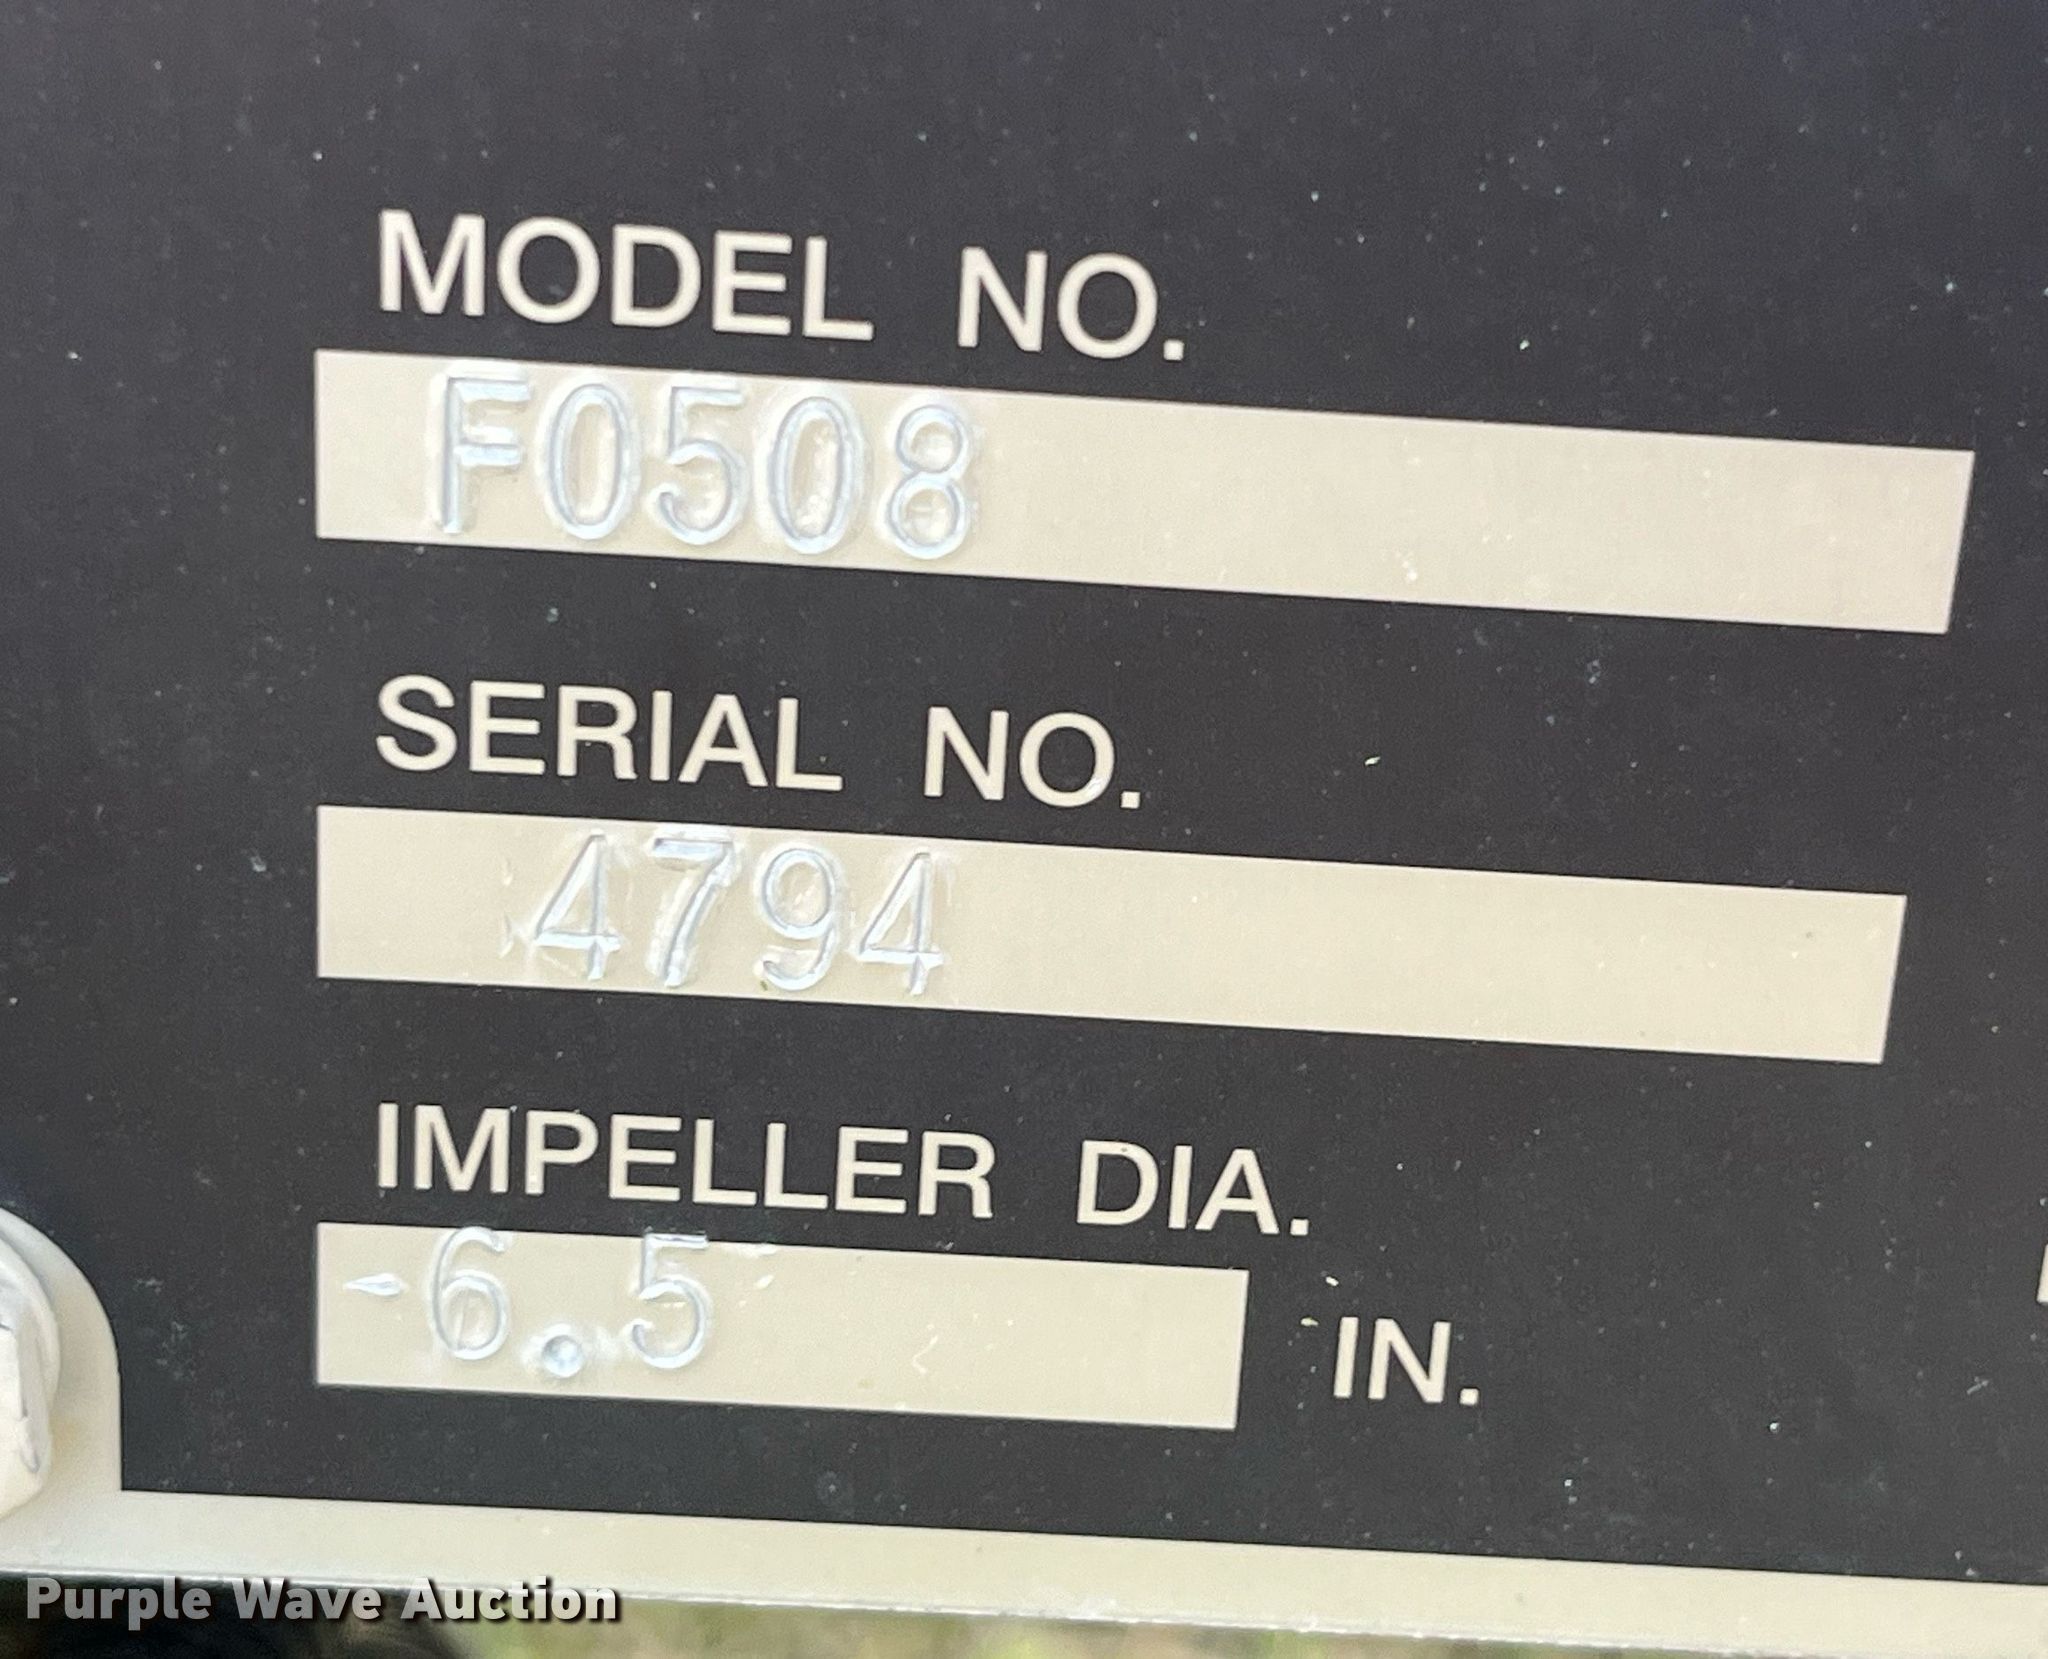 MODEL NO.
F0508
SERIAL NO.
4794
IMPELLER DIA.
-6.5 IN.
Purple Wave Auction